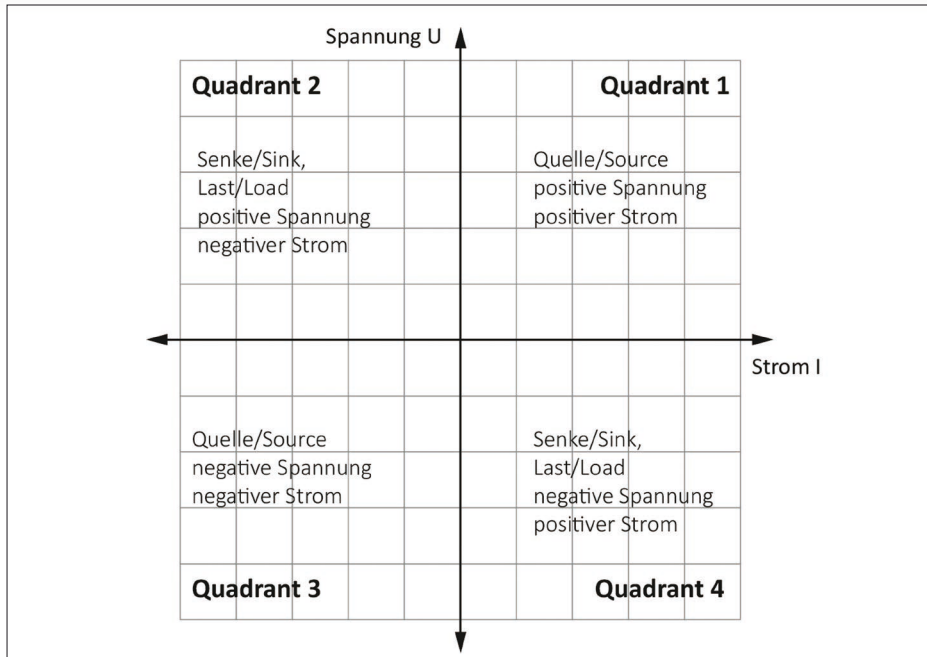 Spannung U
Quadrant 2
Quadrant 1
Senke/Sink,
Last/Load
positive Spannung
negativer Strom
Quelle/Source
positive Spannung
positiver Strom
Strom I
Quelle/Source
negative Spannung
negativer Strom
Senke/Sink,
Last/Load
negative Spannung
positiver Strom
Quadrant 3
Quadrant 4